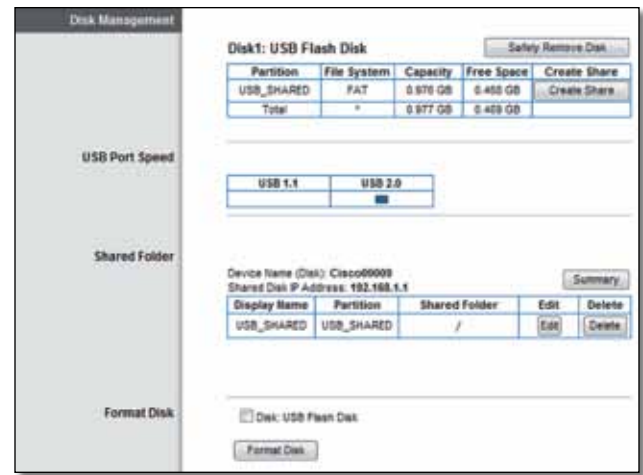 Disk Management
Disk1: USB Flash Disk
Safely Remove Disk
Partition File System Capacity Free Space Create Share
USB_SHARED FAT 0.976 GB 0.468 GB Create Share
Total * 0.977 GB 0.469 GB
USB Port Speed
USB 1.1 USB 2.0
Shared Folder
Device Name (Disk): Cisco00009
Shared Disk IP Address: 192.168.1.1
Summary
Display Name Partition Shared Folder Edit Delete
USB_SHARED USB_SHARED / Edit Delete
Format Disk
Disk: USB Flash Disk
Format Disk